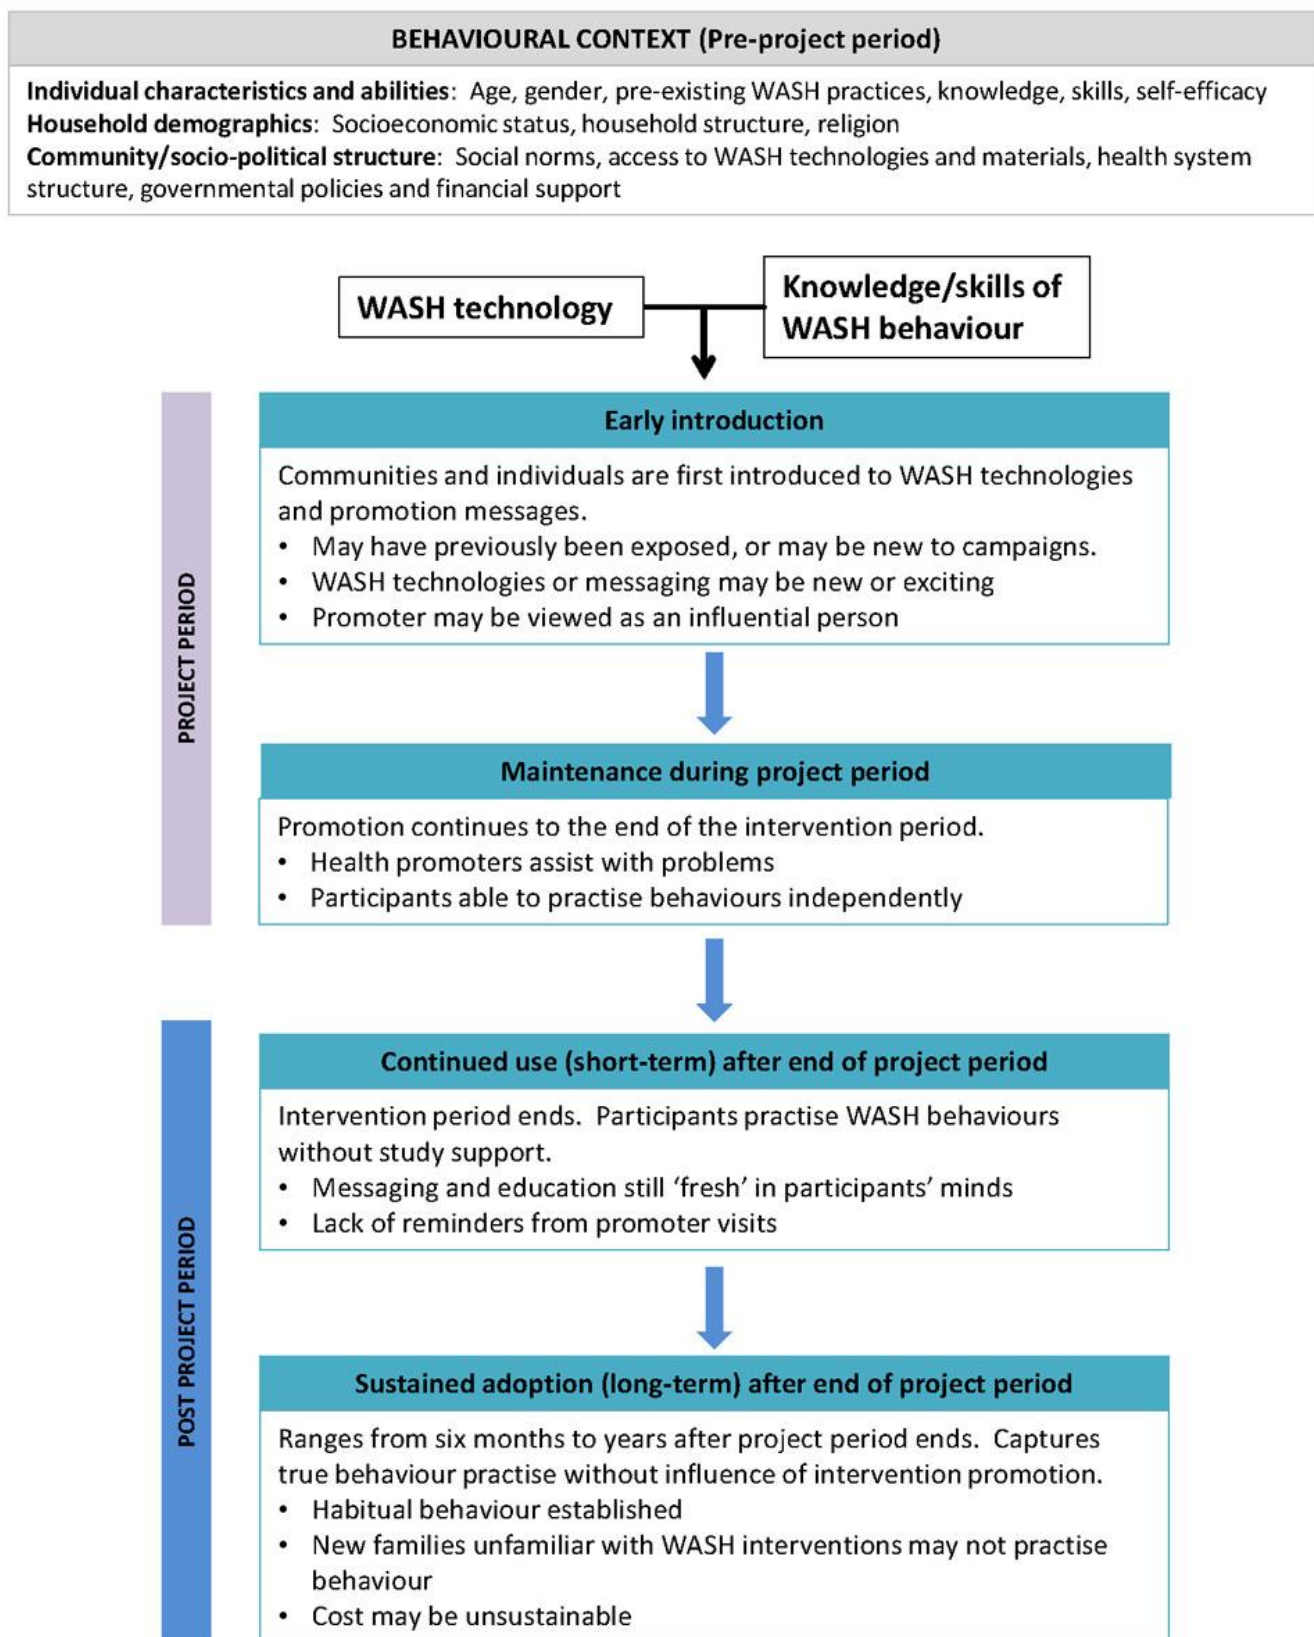 BEHAVIOURAL CONTEXT (Pre-project period)
Individual characteristics and abilities: Age, gender, pre-existing WASH practices, knowledge, skills, self-efficacy
Household demographics: Socioeconomic status, household structure, religion
Community/socio-political structure: Social norms, access to WASH technologies and materials, health system
structure, governmental policies and financial support
WASH technology
Knowledge/skills of
WASH behaviour
PROJECT PERIOD
Early introduction
Communities and individuals are first introduced to WASH technologies
and promotion messages.
• May have previously been exposed, or may be new to campaigns.
• WASH technologies or messaging may be new or exciting
• Promoter may be viewed as an influential person
Maintenance during project period
Promotion continues to the end of the intervention period.
• Health promoters assist with problems
• Participants able to practise behaviours independently
POST PROJECT PERIOD
Continued use (short-term) after end of project period
Intervention period ends. Participants practise WASH behaviours
without study support.
• Messaging and education still ‘fresh’ in participants’ minds
• Lack of reminders from promoter visits
Sustained adoption (long-term) after end of project period
Ranges from six months to years after project period ends. Captures
true behaviour practise without influence of intervention promotion.
• Habitual behaviour established
• New families unfamiliar with WASH interventions may not practise
behaviour
• Cost may be unsustainable